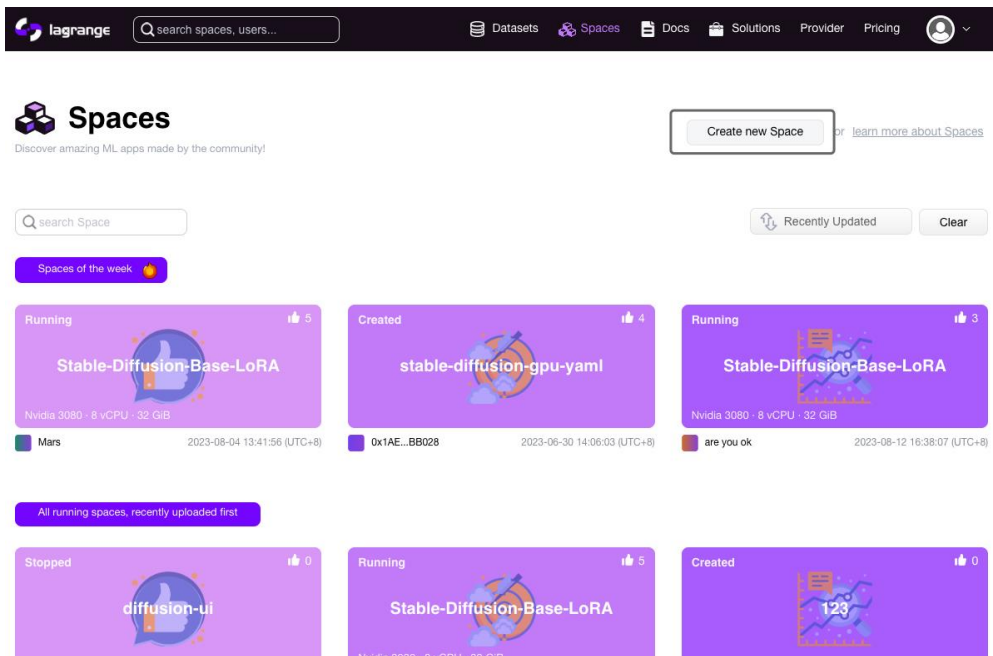 lagrange
search spaces, users...
Datasets
Spaces
Docs
Solutions
Provider
Pricing
Spaces
Discover amazing ML apps made by the community!
Create new Space
or learn more about Spaces
search Space
Recently Updated
Clear
Spaces of the week
Running
5
Stable-Diffusion-Base-LoRA
Nvidia 3080 · 8 vCPU · 32 GiB
Mars
2023-08-04 13:41:56 (UTC+8)
Created
4
stable-diffusion-gpu-yaml
0x1AE...BB028
2023-06-30 14:06:03 (UTC+8)
Running
3
Stable-Diffusion-Base-LoRA
Nvidia 3080 · 8 vCPU · 32 GiB
are you ok
2023-08-12 16:38:07 (UTC+8)
All running spaces, recently uploaded first
Stopped
0
diffusion-ui
Running
5
Stable-Diffusion-Base-LoRA
Created
0
123